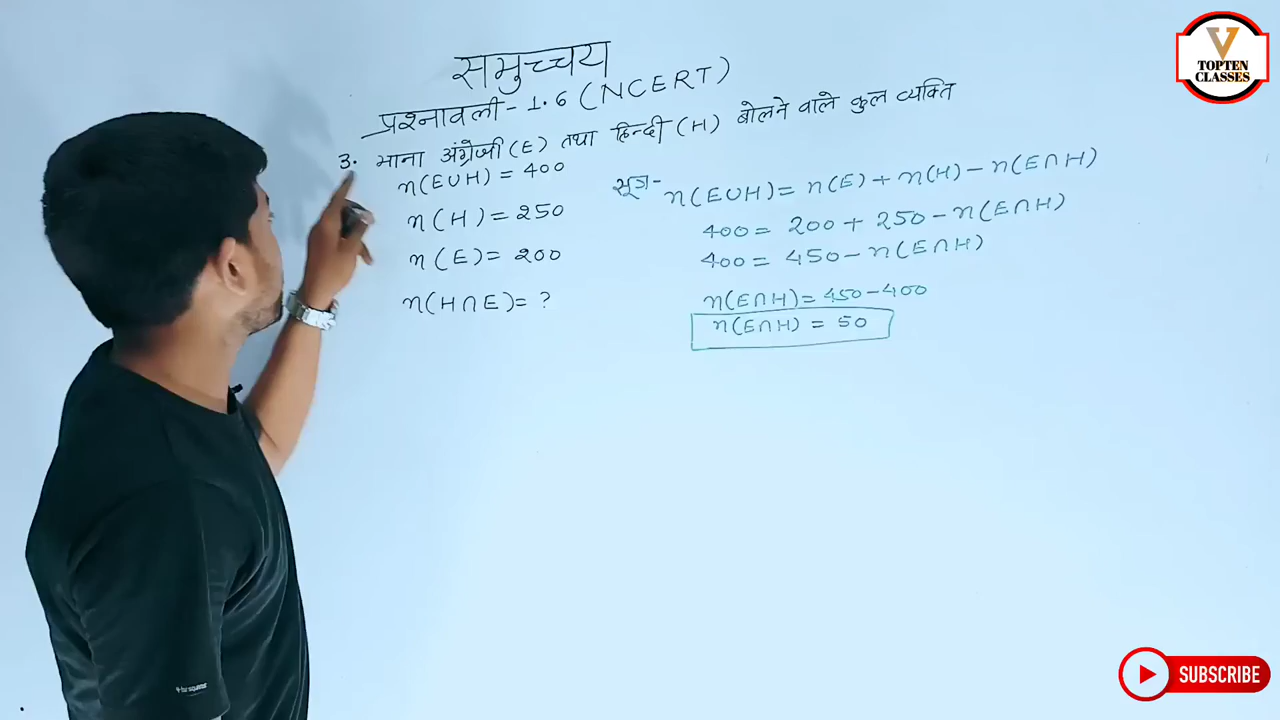 समुच्चय
प्रश्नावली - 1.6 (NCERT)
3. माना अंग्रेजी (E) तथा हिन्दी (H) बोलने वाले कुल व्यक्ति
n(E∪H) = 400
n(H) = 250
n(E) = 200
n(H∩E) = ?
सूत्र- n(E∪H) = n(E) + n(H) - n(E∩H)
400 = 200 + 250 - n(E∩H)
400 = 450 - n(E∩H)
n(E∩H) = 450 - 400
n(E∩H) = 50
V
TOPTEN
CLASSES
SUBSCRIBE